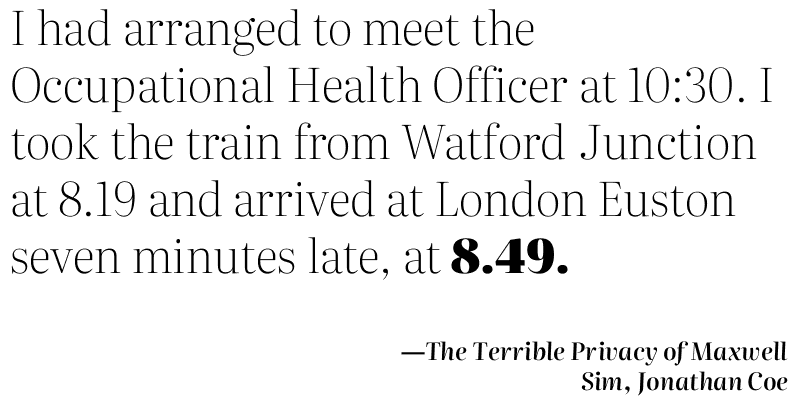 I had arranged to meet the
Occupational Health Officer at 10:30. I
took the train from Watford Junction
at 8.19 and arrived at London Euston
seven minutes late, at 8.49.
—The Terrible Privacy of Maxwell
Sim, Jonathan Coe